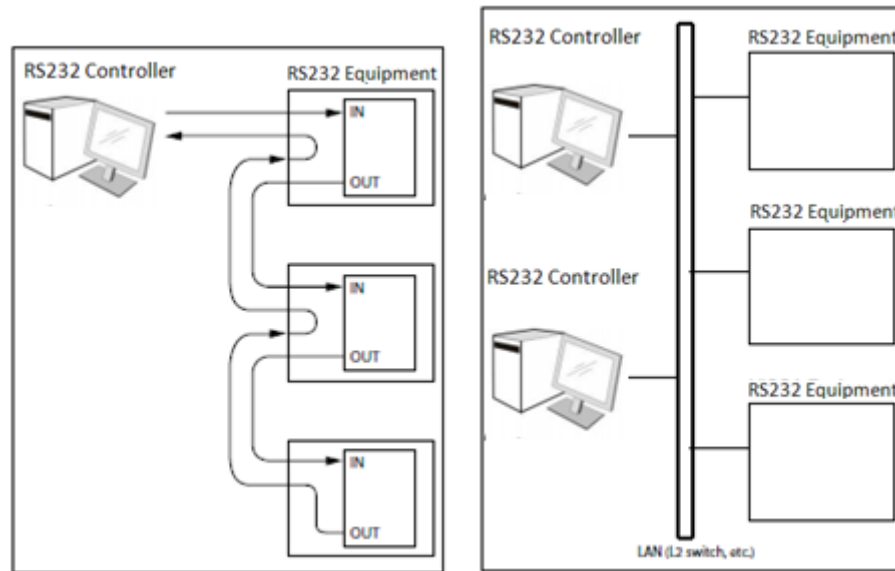 RS232 Controller
RS232 Equipment
IN
OUT
IN
OUT
IN
OUT
RS232 Controller
RS232 Equipment
RS232 Equipment
RS232 Controller
RS232 Equipment
LAN (L2 switch, etc.)